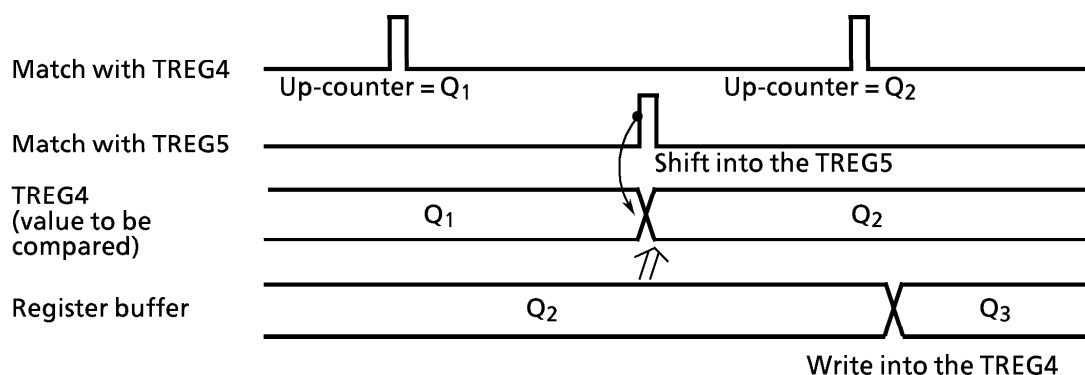 Match with TREG4
Up-counter = Q1
Up-counter = Q2
Match with TREG5
Shift into the TREG5
TREG4
(value to be
compared)
Q1
Q2
Register buffer
Q2
Q3
Write into the TREG4